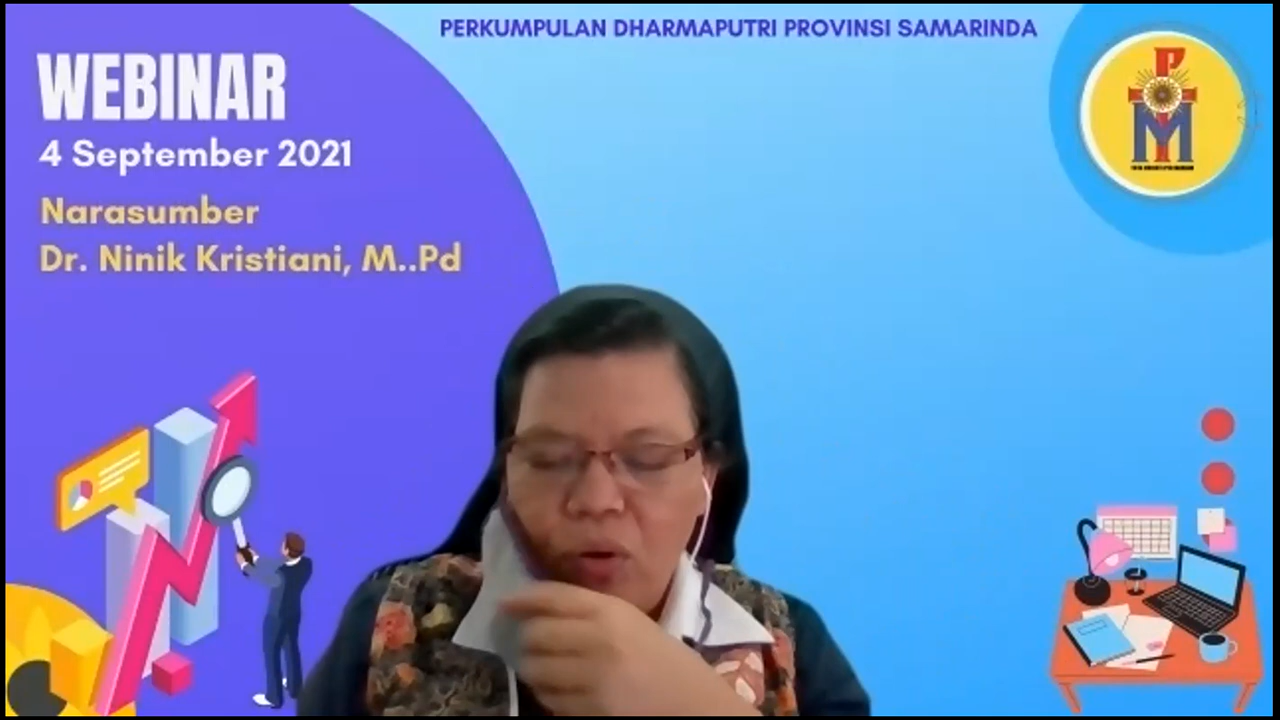 PERKUMPULAN DHARMAPUTRI PROVINSI SAMARINDA
WEBINAR
4 September 2021
Narasumber
Dr. Ninik Kristiani, M..Pd
P
M